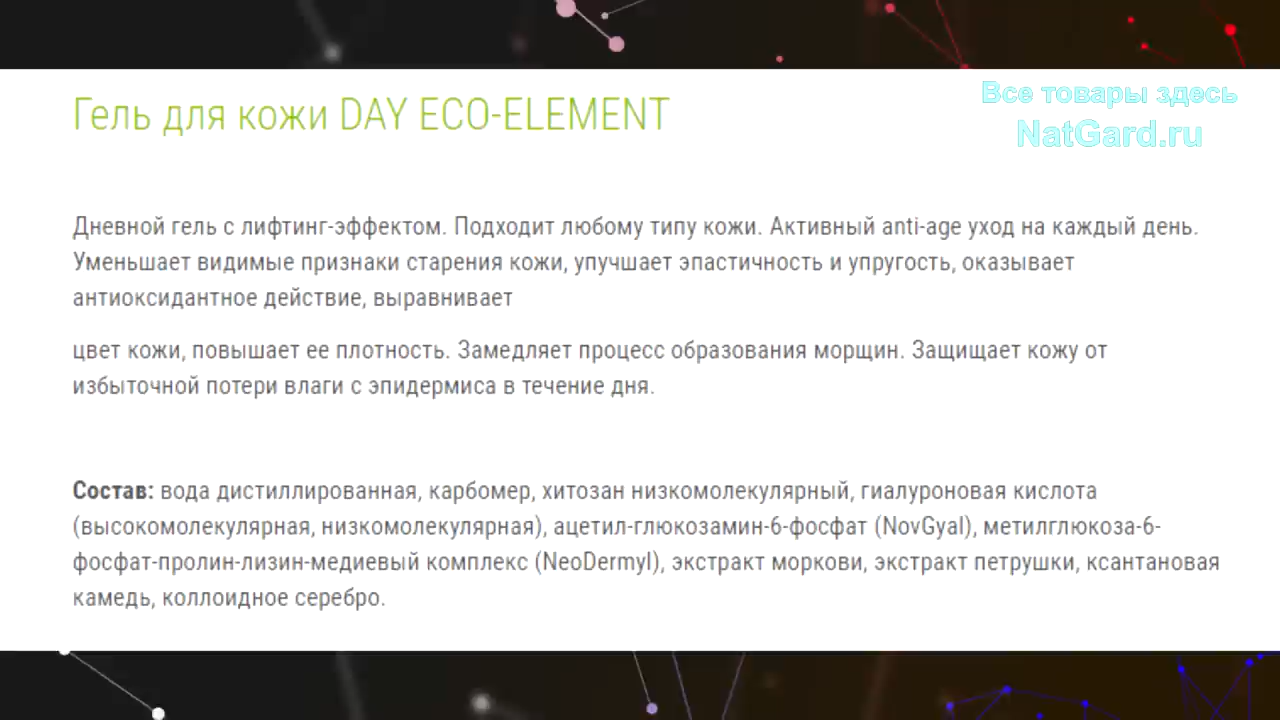 Гель для кожи DAY ECO-ELEMENT
Все товары здесь
NatGard.ru
Дневной гель с лифтинг-эффектом. Подходит любому типу кожи. Активный anti-age уход на каждый день.
Уменьшает видимые признаки старения кожи, улучшает эпастичность и упругость, оказывает
антиоксидантное действие, выравнивает
цвет кожи, повышает ее плотность. Замедляет процесс образования морщин. Защищает кожу от
избыточной потери влаги с эпидермиса в течение дня.
Состав: вода дистиллированная, карбомер, хитозан низкомолекулярный, гиалуроновая кислота
(высокомолекулярная, низкомолекулярная), ацетил-глюкозамин-6-фосфат (NovGyal), метилглюкоза-6-
фосфат-пролин-лизин-медиевый комплекс (NeoDermyl), экстракт моркови, экстракт петрушки, ксантановая
камедь, коллоидное серебро.